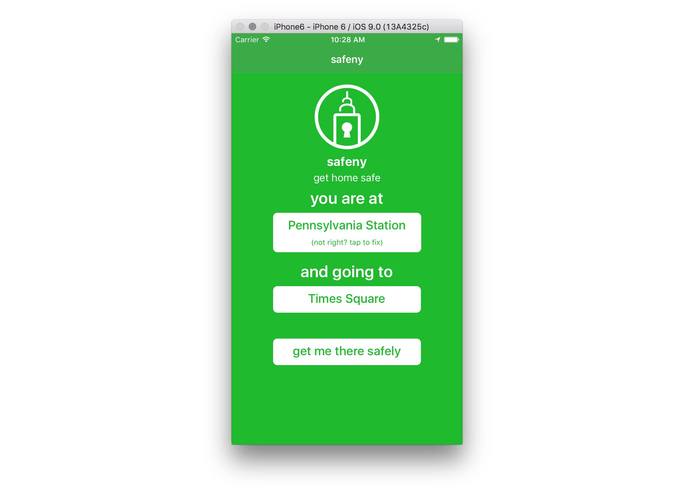 iPhone6 - iPhone 6 / iOS 9.0 (13A4325c)
Carrier 10:28 AM
safeny
safeny
get home safe
you are at
Pennsylvania Station
(not right? tap to fix)
and going to
Times Square
get me there safely